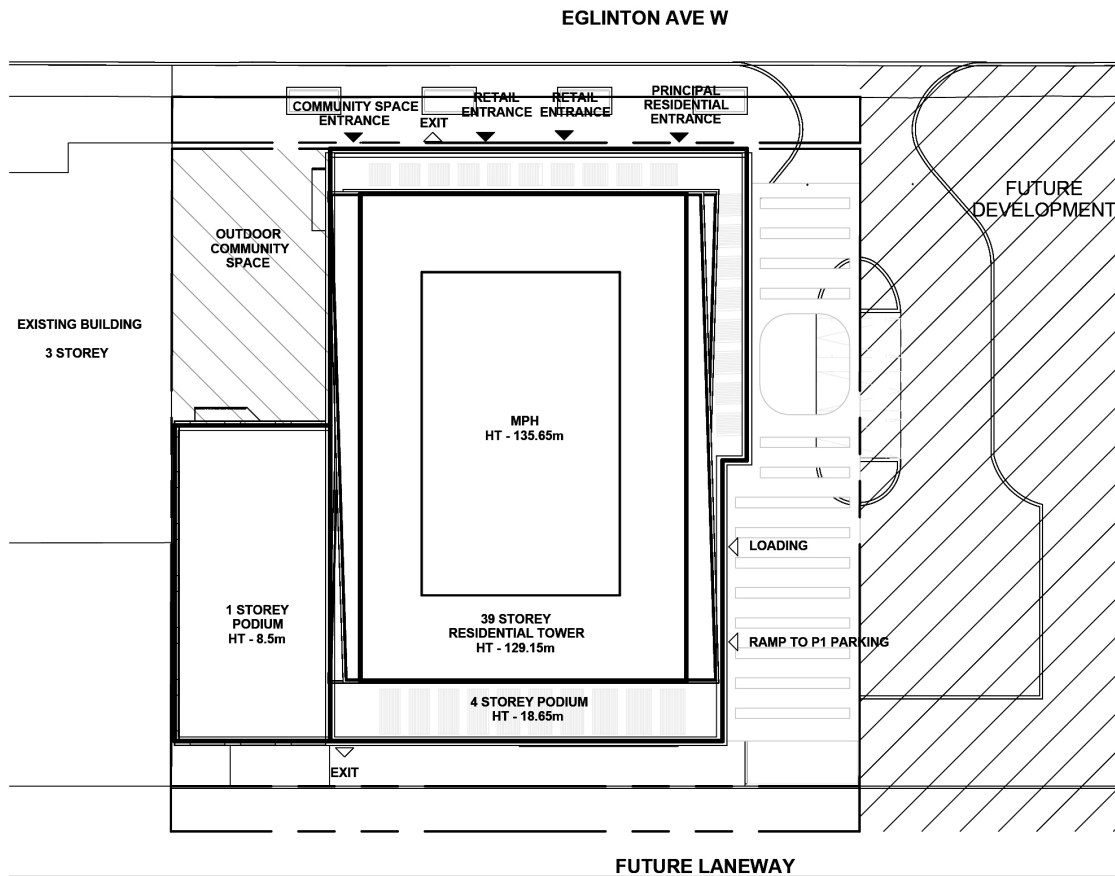 EGLINTON AVE W
COMMUNITY SPACE
ENTRANCE
EXIT
RETAIL
ENTRANCE
RETAIL
ENTRANCE
PRINCIPAL
RESIDENTIAL
ENTRANCE
FUTURE
DEVELOPMENT
OUTDOOR
COMMUNITY
SPACE
EXISTING BUILDING
3 STOREY
MPH
HT - 135.65m
LOADING
1 STOREY
PODIUM
HT - 8.5m
39 STOREY
RESIDENTIAL TOWER
HT - 129.15m
RAMP TO P1 PARKING
4 STOREY PODIUM
HT - 18.65m
EXIT
FUTURE LANEWAY